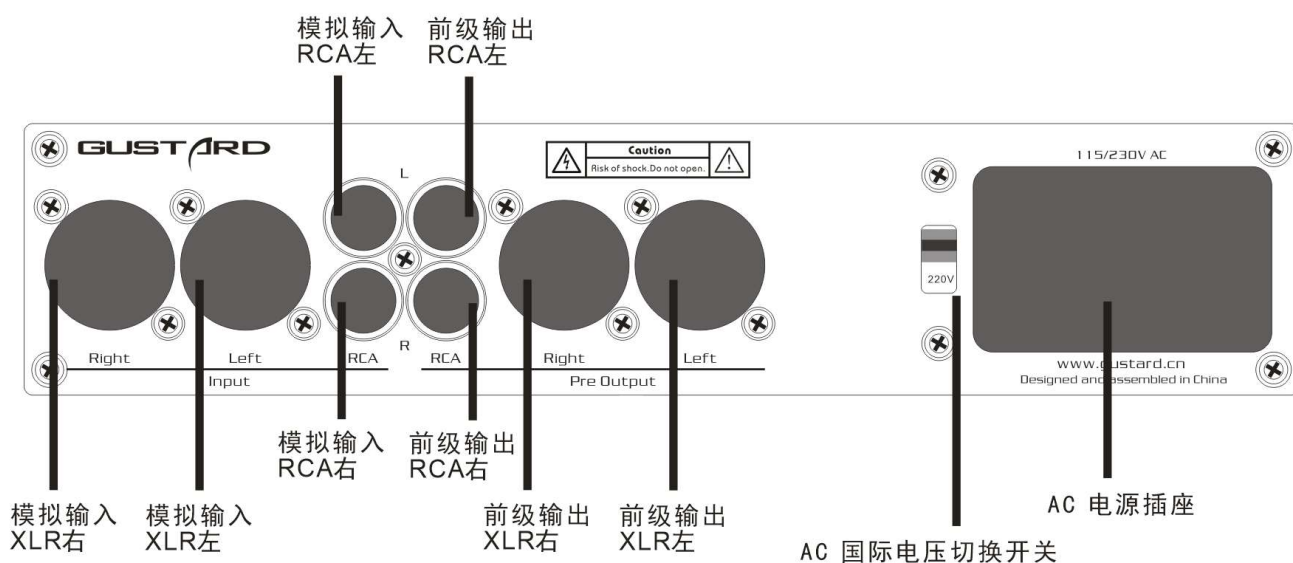 模拟输入
RCA左
前级输出
RCA左
GUSTARD
Caution
Risk of shock.Do not open.
115/230V AC
L
220V
R
Right
Left
RCA
RCA
Right
Left
Input
Pre Output
www.gustard.cn
Designed and assembled in China
模拟输入
RCA右
前级输出
RCA右
模拟输入
XLR右
模拟输入
XLR左
前级输出
XLR右
前级输出
XLR左
AC 电源插座
AC 国际电压切换开关